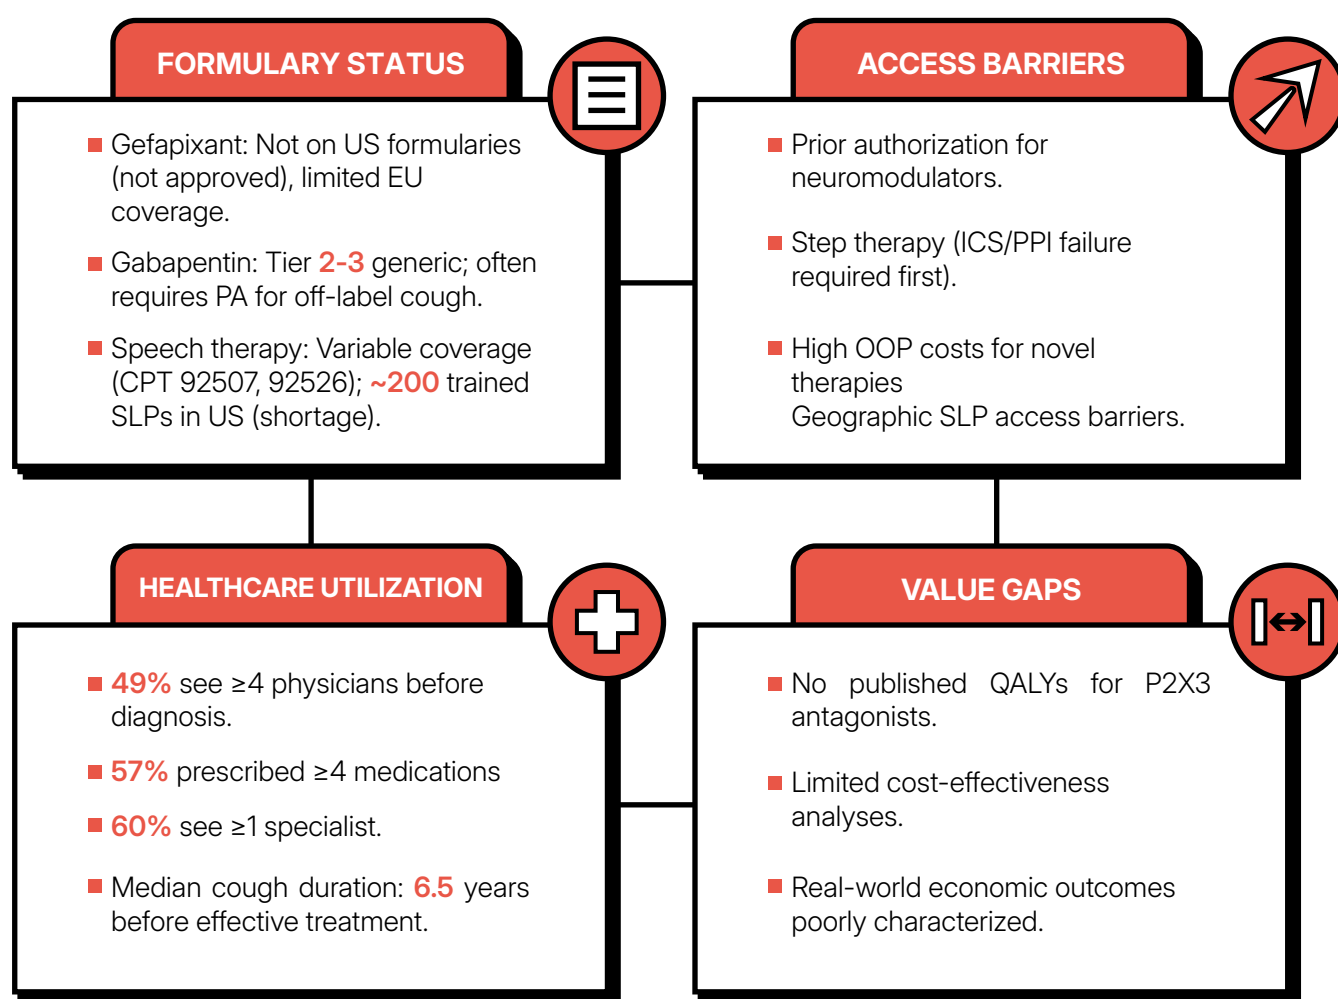 FORMULARY STATUS
Gefapixant: Not on US formularies
(not approved), limited EU
coverage.
Gabapentin: Tier 2-3 generic; often
requires PA for off-label cough.
Speech therapy: Variable coverage
(CPT 92507, 92526); ~200 trained
SLPs in US (shortage).
ACCESS BARRIERS
Prior authorization for
neuromodulators.
Step therapy (ICS/PPI failure
required first).
High OOP costs for novel
therapies
Geographic SLP access barriers.
HEALTHCARE UTILIZATION
49% see ≥4 physicians before
diagnosis.
57% prescribed ≥4 medications
60% see ≥1 specialist.
Median cough duration: 6.5 years
before effective treatment.
VALUE GAPS
No published QALYs for P2X3
antagonists.
Limited cost-effectiveness
analyses.
Real-world economic outcomes
poorly characterized.